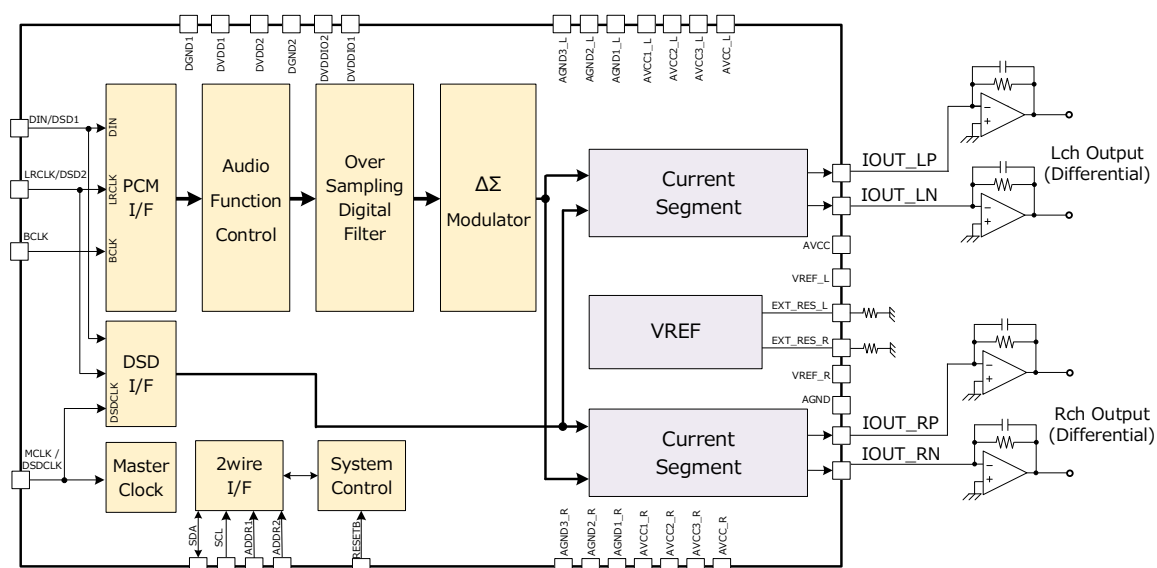 DGND1
DVDD1
DVDD2
DGND2
DVDDIO2
DVDDIO1
AGND3_L
AGND2_L
AGND1_L
AVCC1_L
AVCC2_L
AVCC3_L
AVCC_L
DIN/DSD1
LRCLK/DSD2
BCLK
DIN
LRCLK
BCLK
PCM
I/F
Audio
Function
Control
Over
Sampling
Digital
Filter
ΔΣ
Modulator
Current
Segment
IOUT_LP
IOUT_LN
Lch Output
(Differential)
AVCC
VREF_L
VREF
EXT_RES_L
EXT_RES_R
VREF_R
AGND
DSD
I/F
DSDCLK
MCLK /
DSDCLK
Master
Clock
2wire
I/F
System
Control
Current
Segment
IOUT_RP
IOUT_RN
Rch Output
(Differential)
SDA
SCL
ADDR1
ADDR2
RESETB
AGND3_R
AGND2_R
AGND1_R
AVCC1_R
AVCC2_R
AVCC3_R
AVCC_R